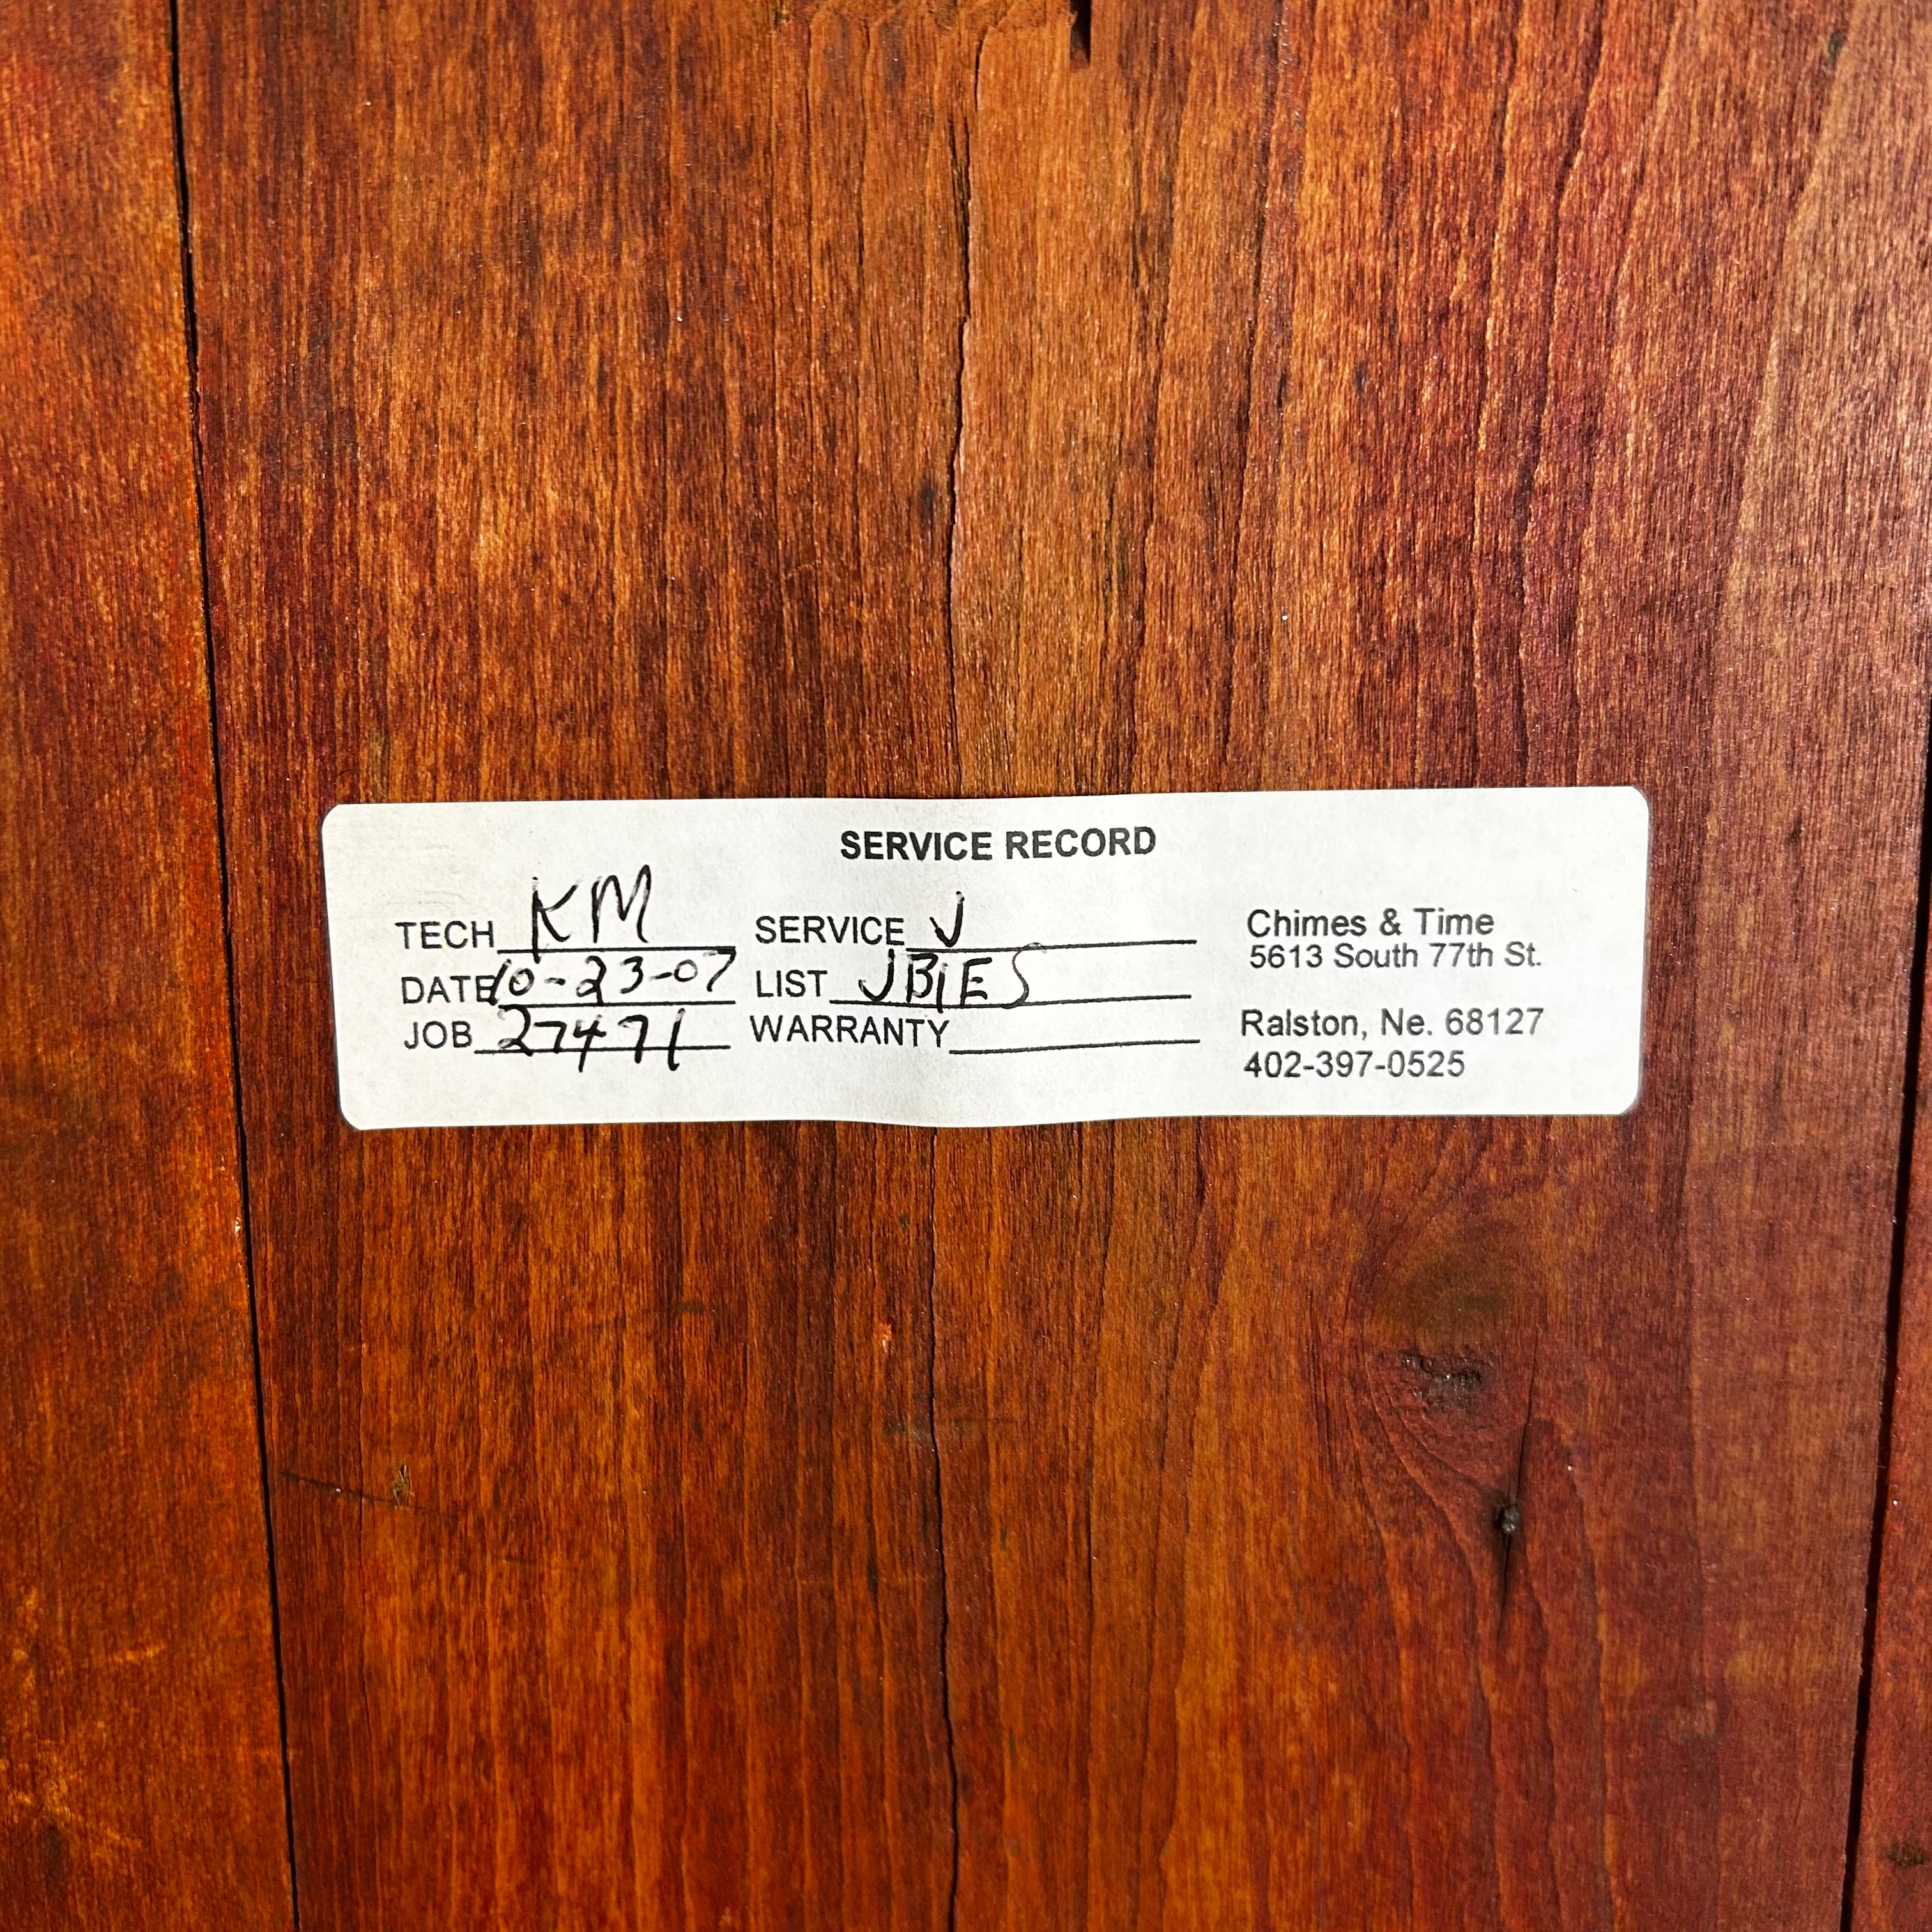 SERVICE RECORD
TECH KM SERVICE J
DATE 10-23-07 LIST JBIES
JOB 27471 WARRANTY
Chimes & Time
5613 South 77th St.
Ralston, Ne. 68127
402-397-0525